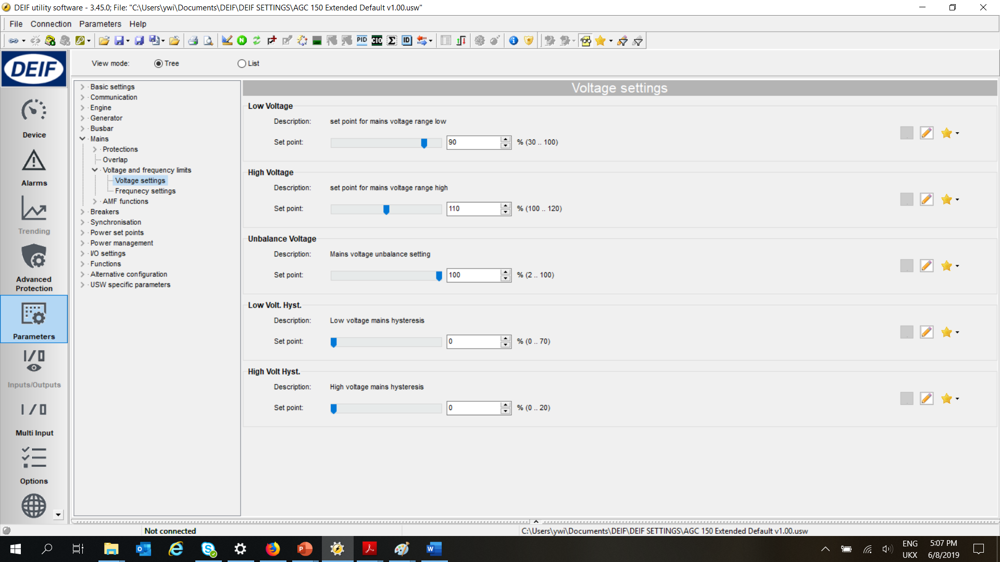 DEIF utility software - 3.45.0; File: "C:\Users\ywi\Documents\DEIF\DEIF SETTINGS\AGC 150 Extended Default v1.00.usw"
File Connection Parameters Help
PID CIO Σ ID
DEIF
View mode: Tree List
Device
Alarms
Trending
Advanced
Protection
Parameters
Inputs/Outputs
Multi Input
Options
Basic settings
Communication
Engine
Generator
Busbar
Mains
Protections
Overlap
Voltage and frequency limits
Voltage settings
Frequnecy settings
AMF functions
Breakers
Synchronisation
Power set points
Power management
I/O settings
Functions
Alternative configuration
USW specific parameters
Voltage settings
Low Voltage
Description: set point for mains voltage range low
Set point: 90 % (30 .. 100)
High Voltage
Description: set point for mains voltage range high
Set point: 110 % (100 .. 120)
Unbalance Voltage
Description: Mains voltage unbalance setting
Set point: 100 % (2 .. 100)
Low Volt. Hyst.
Description: Low voltage mains hysteresis
Set point: 0 % (0 .. 70)
High Volt Hyst.
Description: High voltage mains hysteresis
Set point: 0 % (0 .. 20)
Not connected C:\Users\ywi\Documents\DEIF\DEIF SETTINGS\AGC 150 Extended Default v1.00.usw
ENG 5:07 PM
UKX 6/8/2019